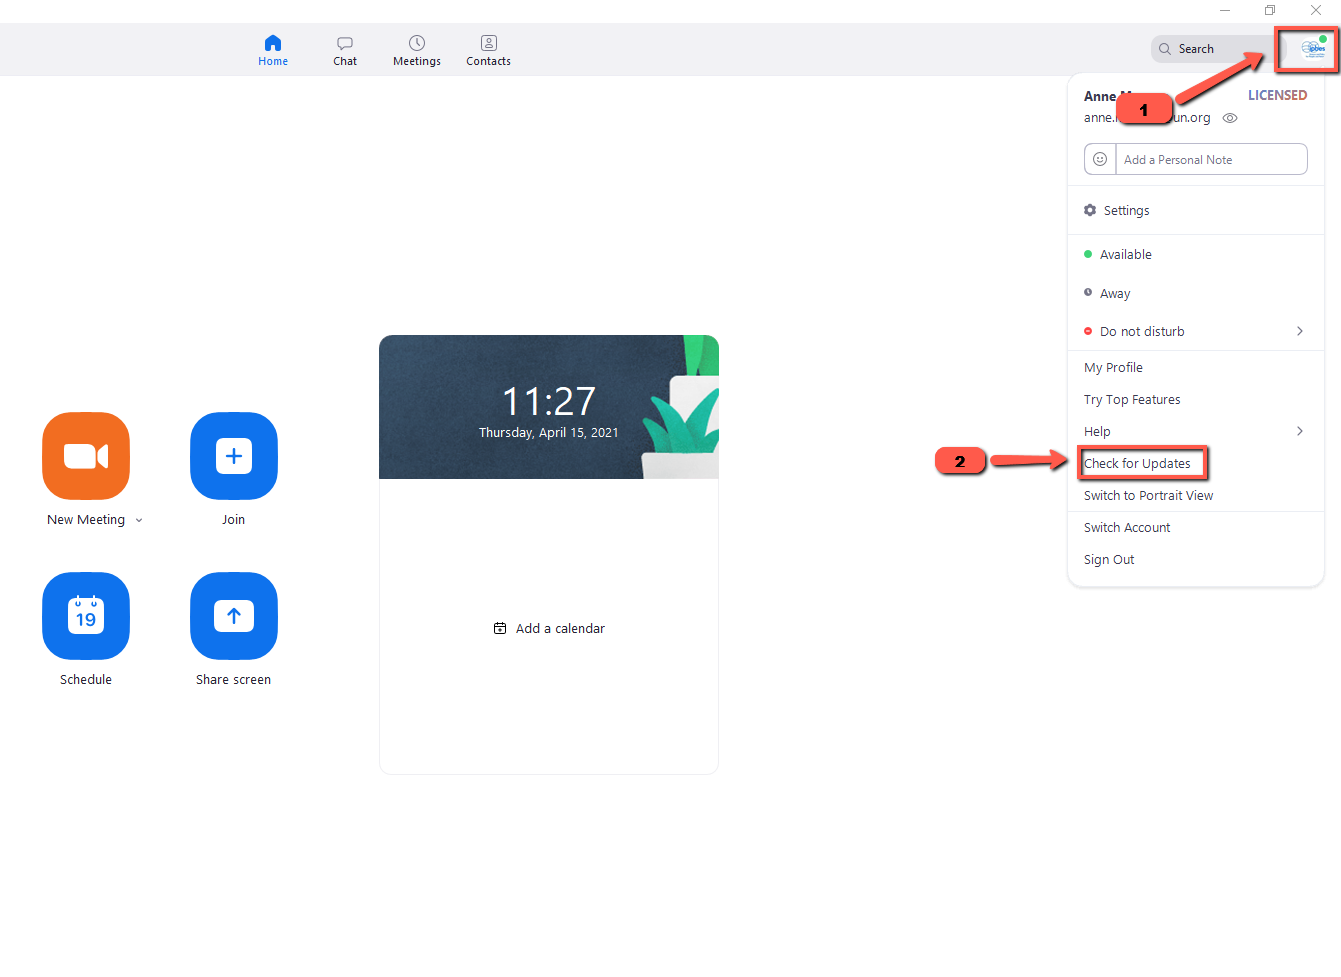 Home
Chat
Meetings
Contacts
Search
ipbes
1
Anne
LICENSED
anne.
un.org
Add a Personal Note
Settings
Available
Away
Do not disturb
My Profile
Try Top Features
Help
2
Check for Updates
Switch to Portrait View
Switch Account
Sign Out
11:27
Thursday, April 15, 2021
New Meeting
Join
19
Schedule
Share screen
Add a calendar